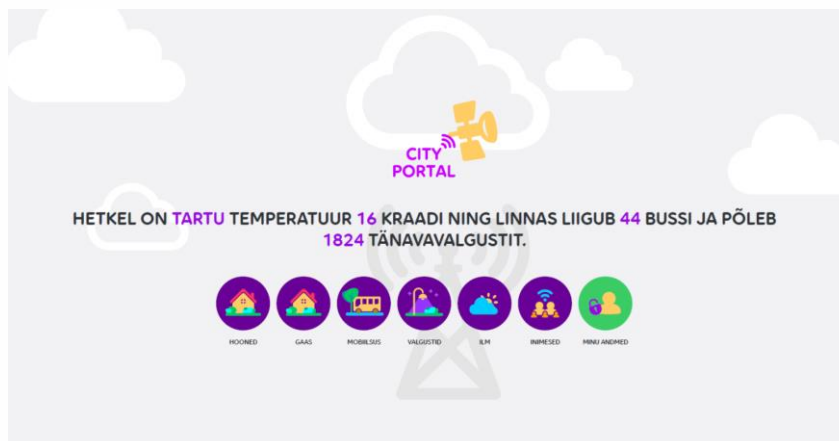 CITY
PORTAL
HETKEL ON TARTU TEMPERATUUR 16 KRAADI NING LINNAS LIIGUB 44 BUSSI JA PÕLEB
1824 TÄNAVAVALGUSTIT.
HOONED GAAS MOBIILSUS VALGUSTID ILM INIMESED MINU ANDMED